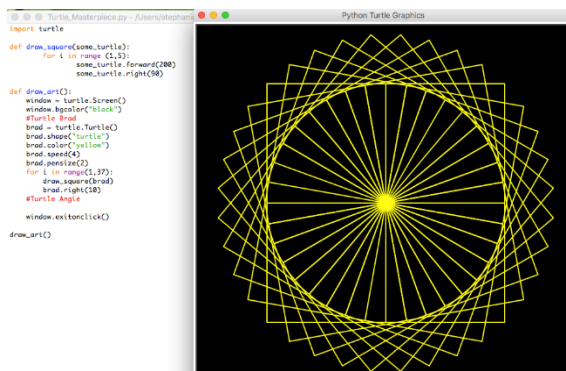 Turtle_Masterpiece.py - /Users/stephani
import turtle

def draw_square(some_turtle):
        for i in range (1,5):
                some_turtle.forward(200)
                some_turtle.right(90)

def draw_art():
    window = turtle.Screen()
    window.bgcolor("black")
    #Turtle Brad
    brad = turtle.Turtle()
    brad.shape("turtle")
    brad.color("yellow")
    brad.speed(4)
    brad.pensize(2)
    for i in range(1,37):
        draw_square(brad)
        brad.right(10)
    #Turtle Angie

    window.exitonclick()

draw_art()
Python Turtle Graphics